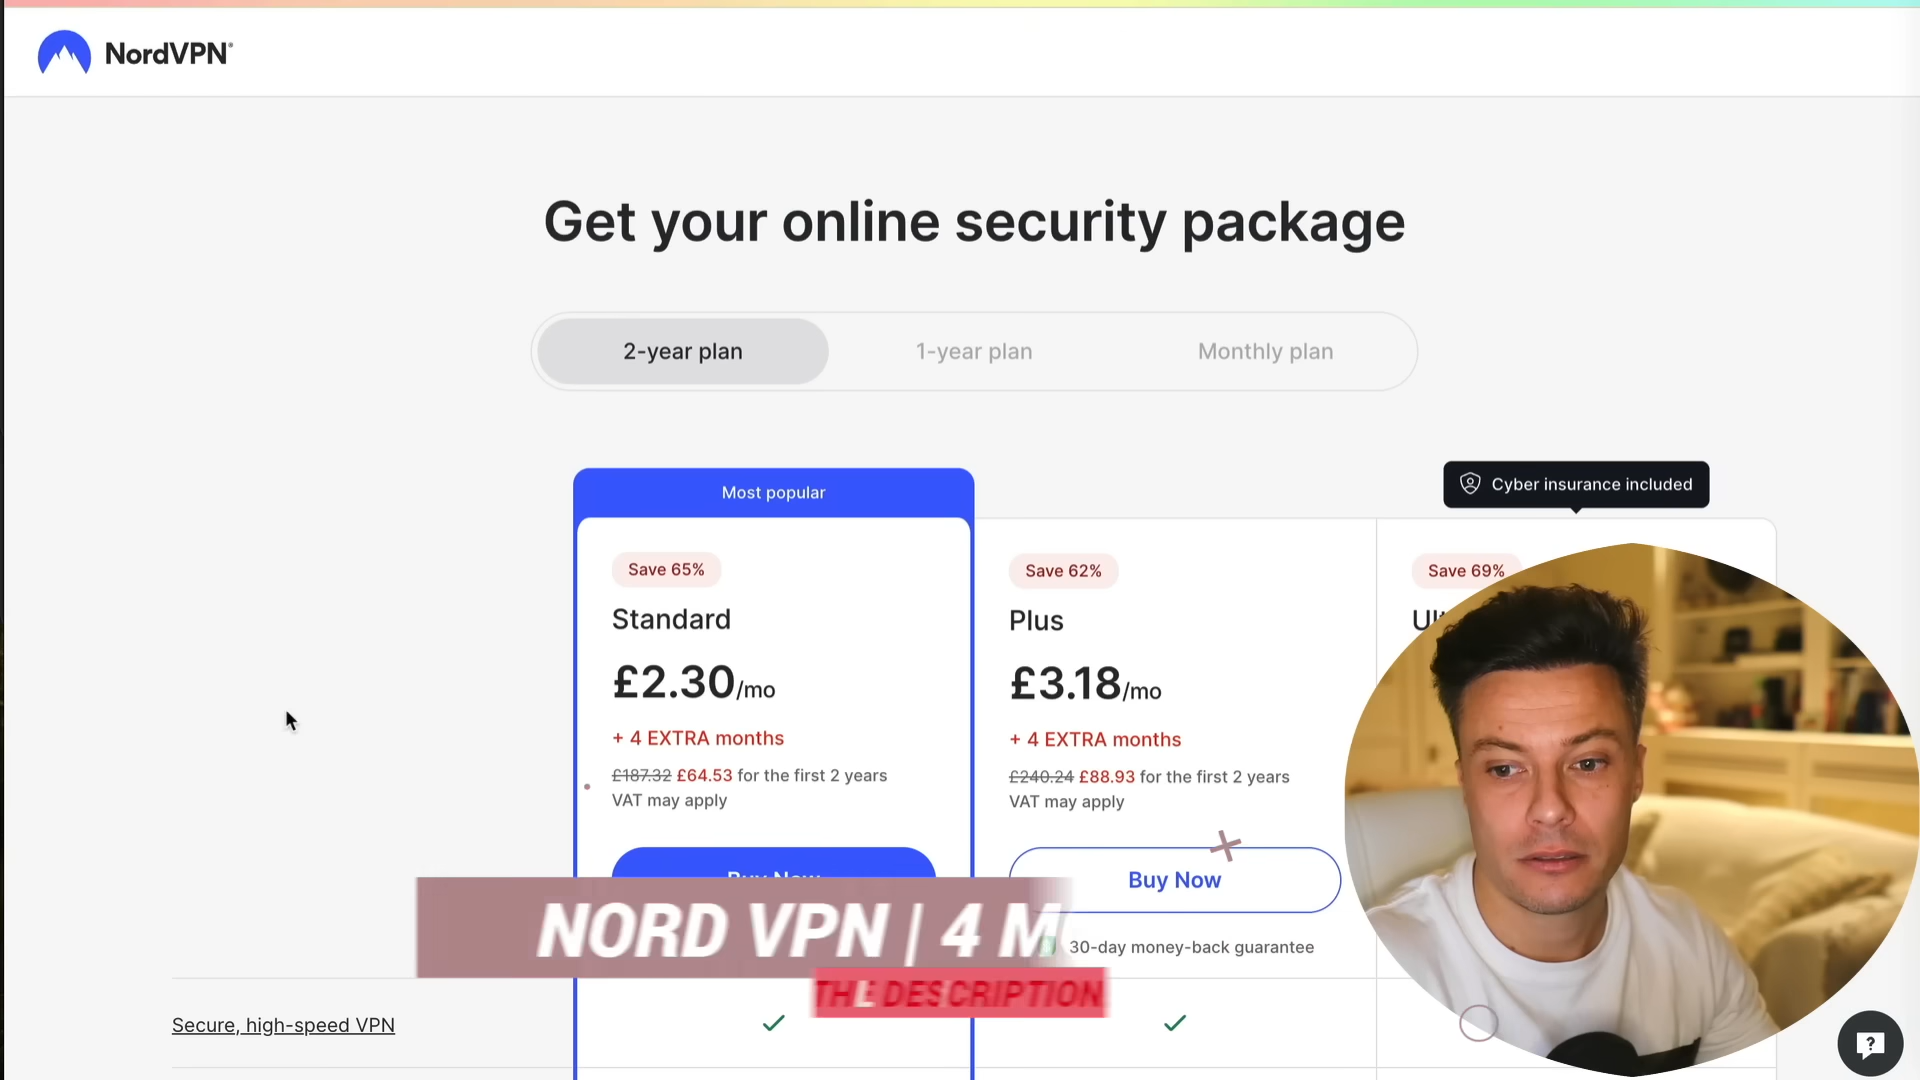 NordVPN®
Get your online security package
2-year plan
1-year plan
Monthly plan
Most popular
Cyber insurance included
Save 65%
Standard
£2.30/mo
+ 4 EXTRA months
£187.32 £64.53 for the first 2 years
VAT may apply
Save 62%
Plus
£3.18/mo
+ 4 EXTRA months
£240.24 £88.93 for the first 2 years
VAT may apply
Buy Now
30-day money-back guarantee
Save 69%
Buy Now
NORD VPN | 4 M
THE DESCRIPTION
Secure, high-speed VPN